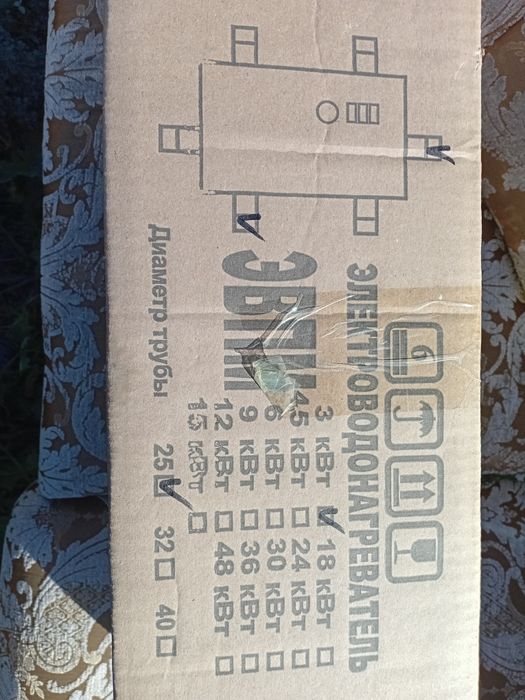 6
ЭЛЕКТРОВОДОНАГРЕВАТЕЛЬ
ЭВПМ
3 кВт 18 кВт
4,5 кВт 24 кВт
6 кВт 30 кВт
9 кВт 36 кВт
12 кВт 48 кВт
15 кВт
Диаметр трубы 25 32 40